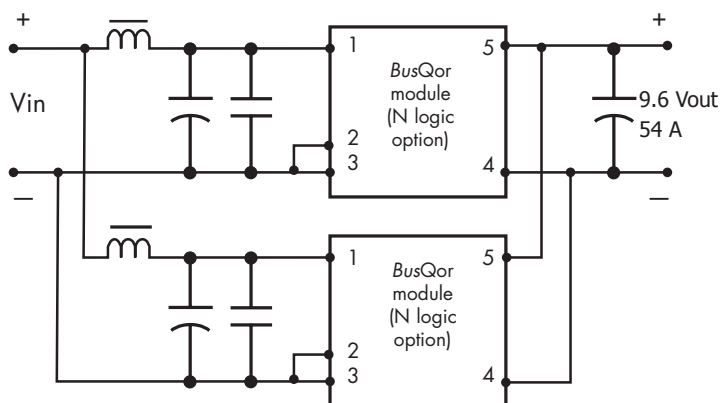 +
+
1
5
BusQor
module
(N logic
option)
Vin
9.6 Vout
54 A
2
3
4
—
—
1
5
BusQor
module
(N logic
option)
2
3
4